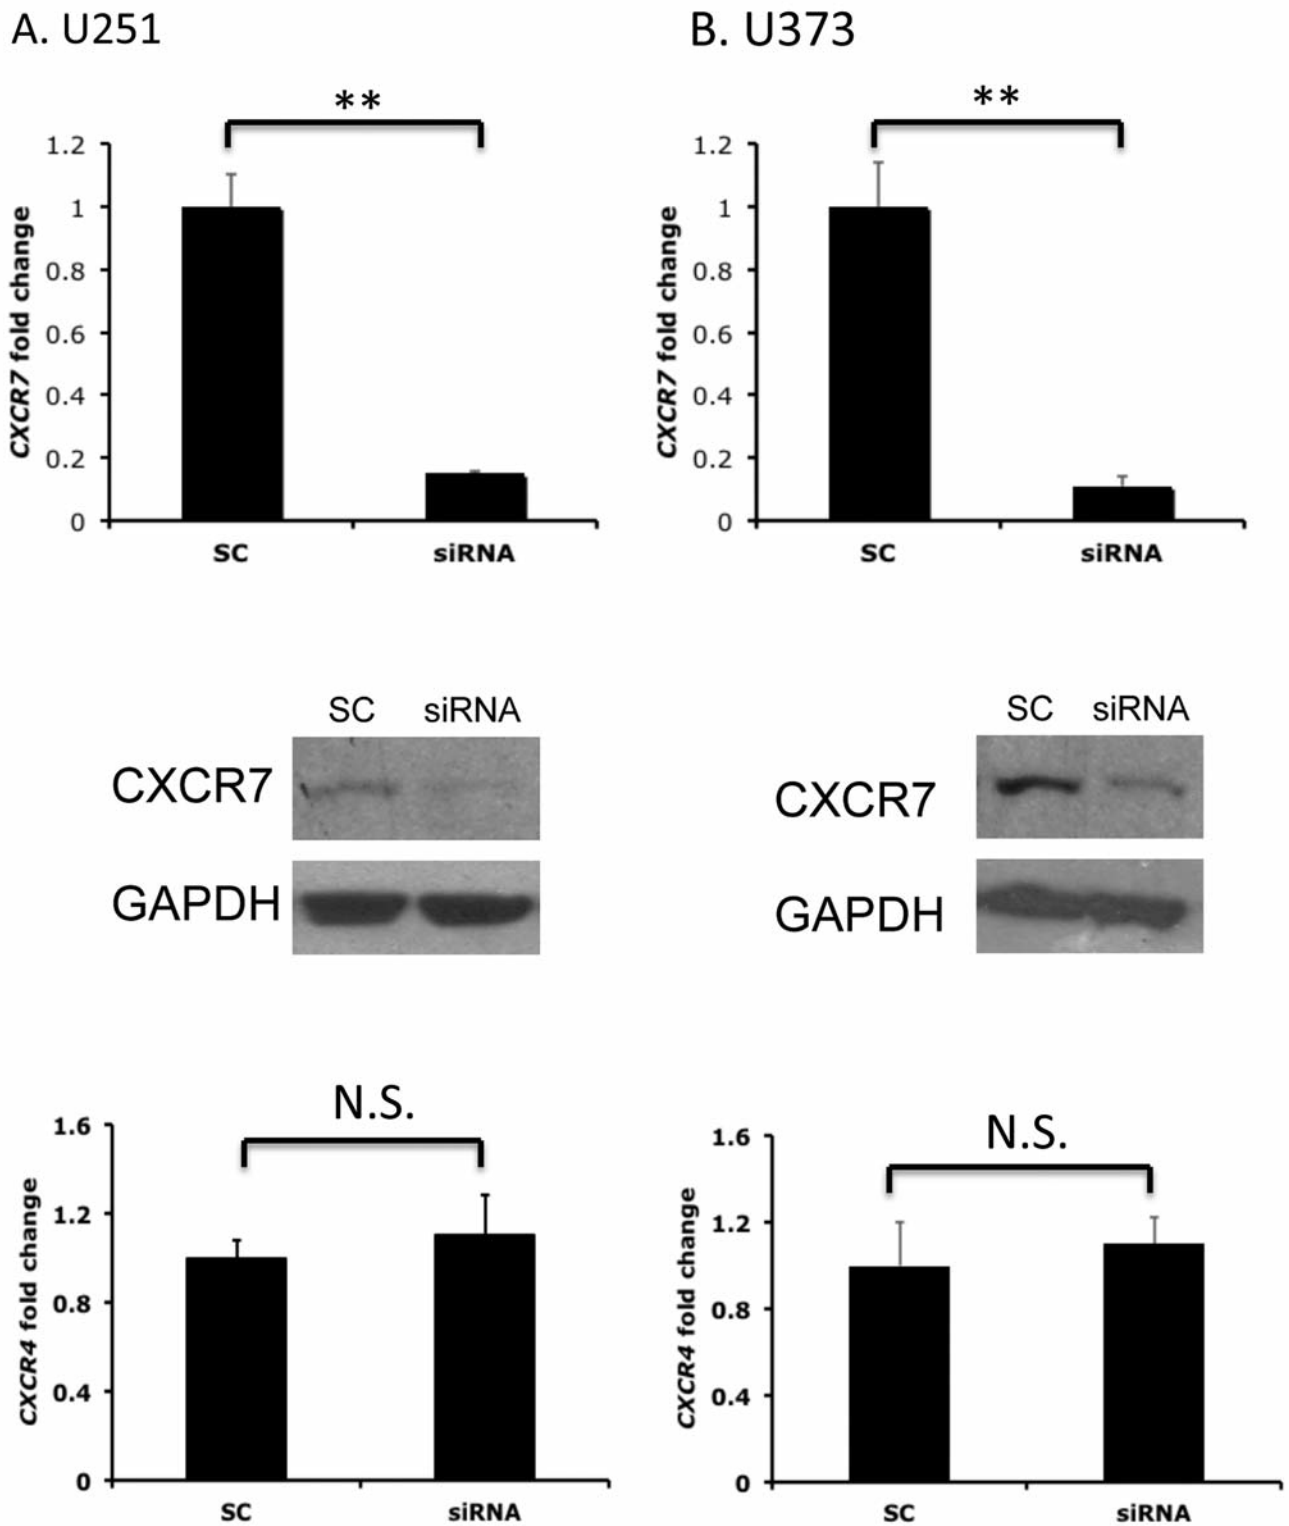 A. U251
**
1.2
1
0.8
0.6
0.4
0.2
0
CXCR7 fold change
SC siRNA
SC siRNA
CXCR7
GAPDH
N.S.
1.6
1.2
0.8
0.4
0
CXCR4 fold change
SC siRNA
B. U373
**
1.2
1
0.8
0.6
0.4
0.2
0
CXCR7 fold change
SC siRNA
SC siRNA
CXCR7
GAPDH
N.S.
1.6
1.2
0.8
0.4
0
CXCR4 fold change
SC siRNA